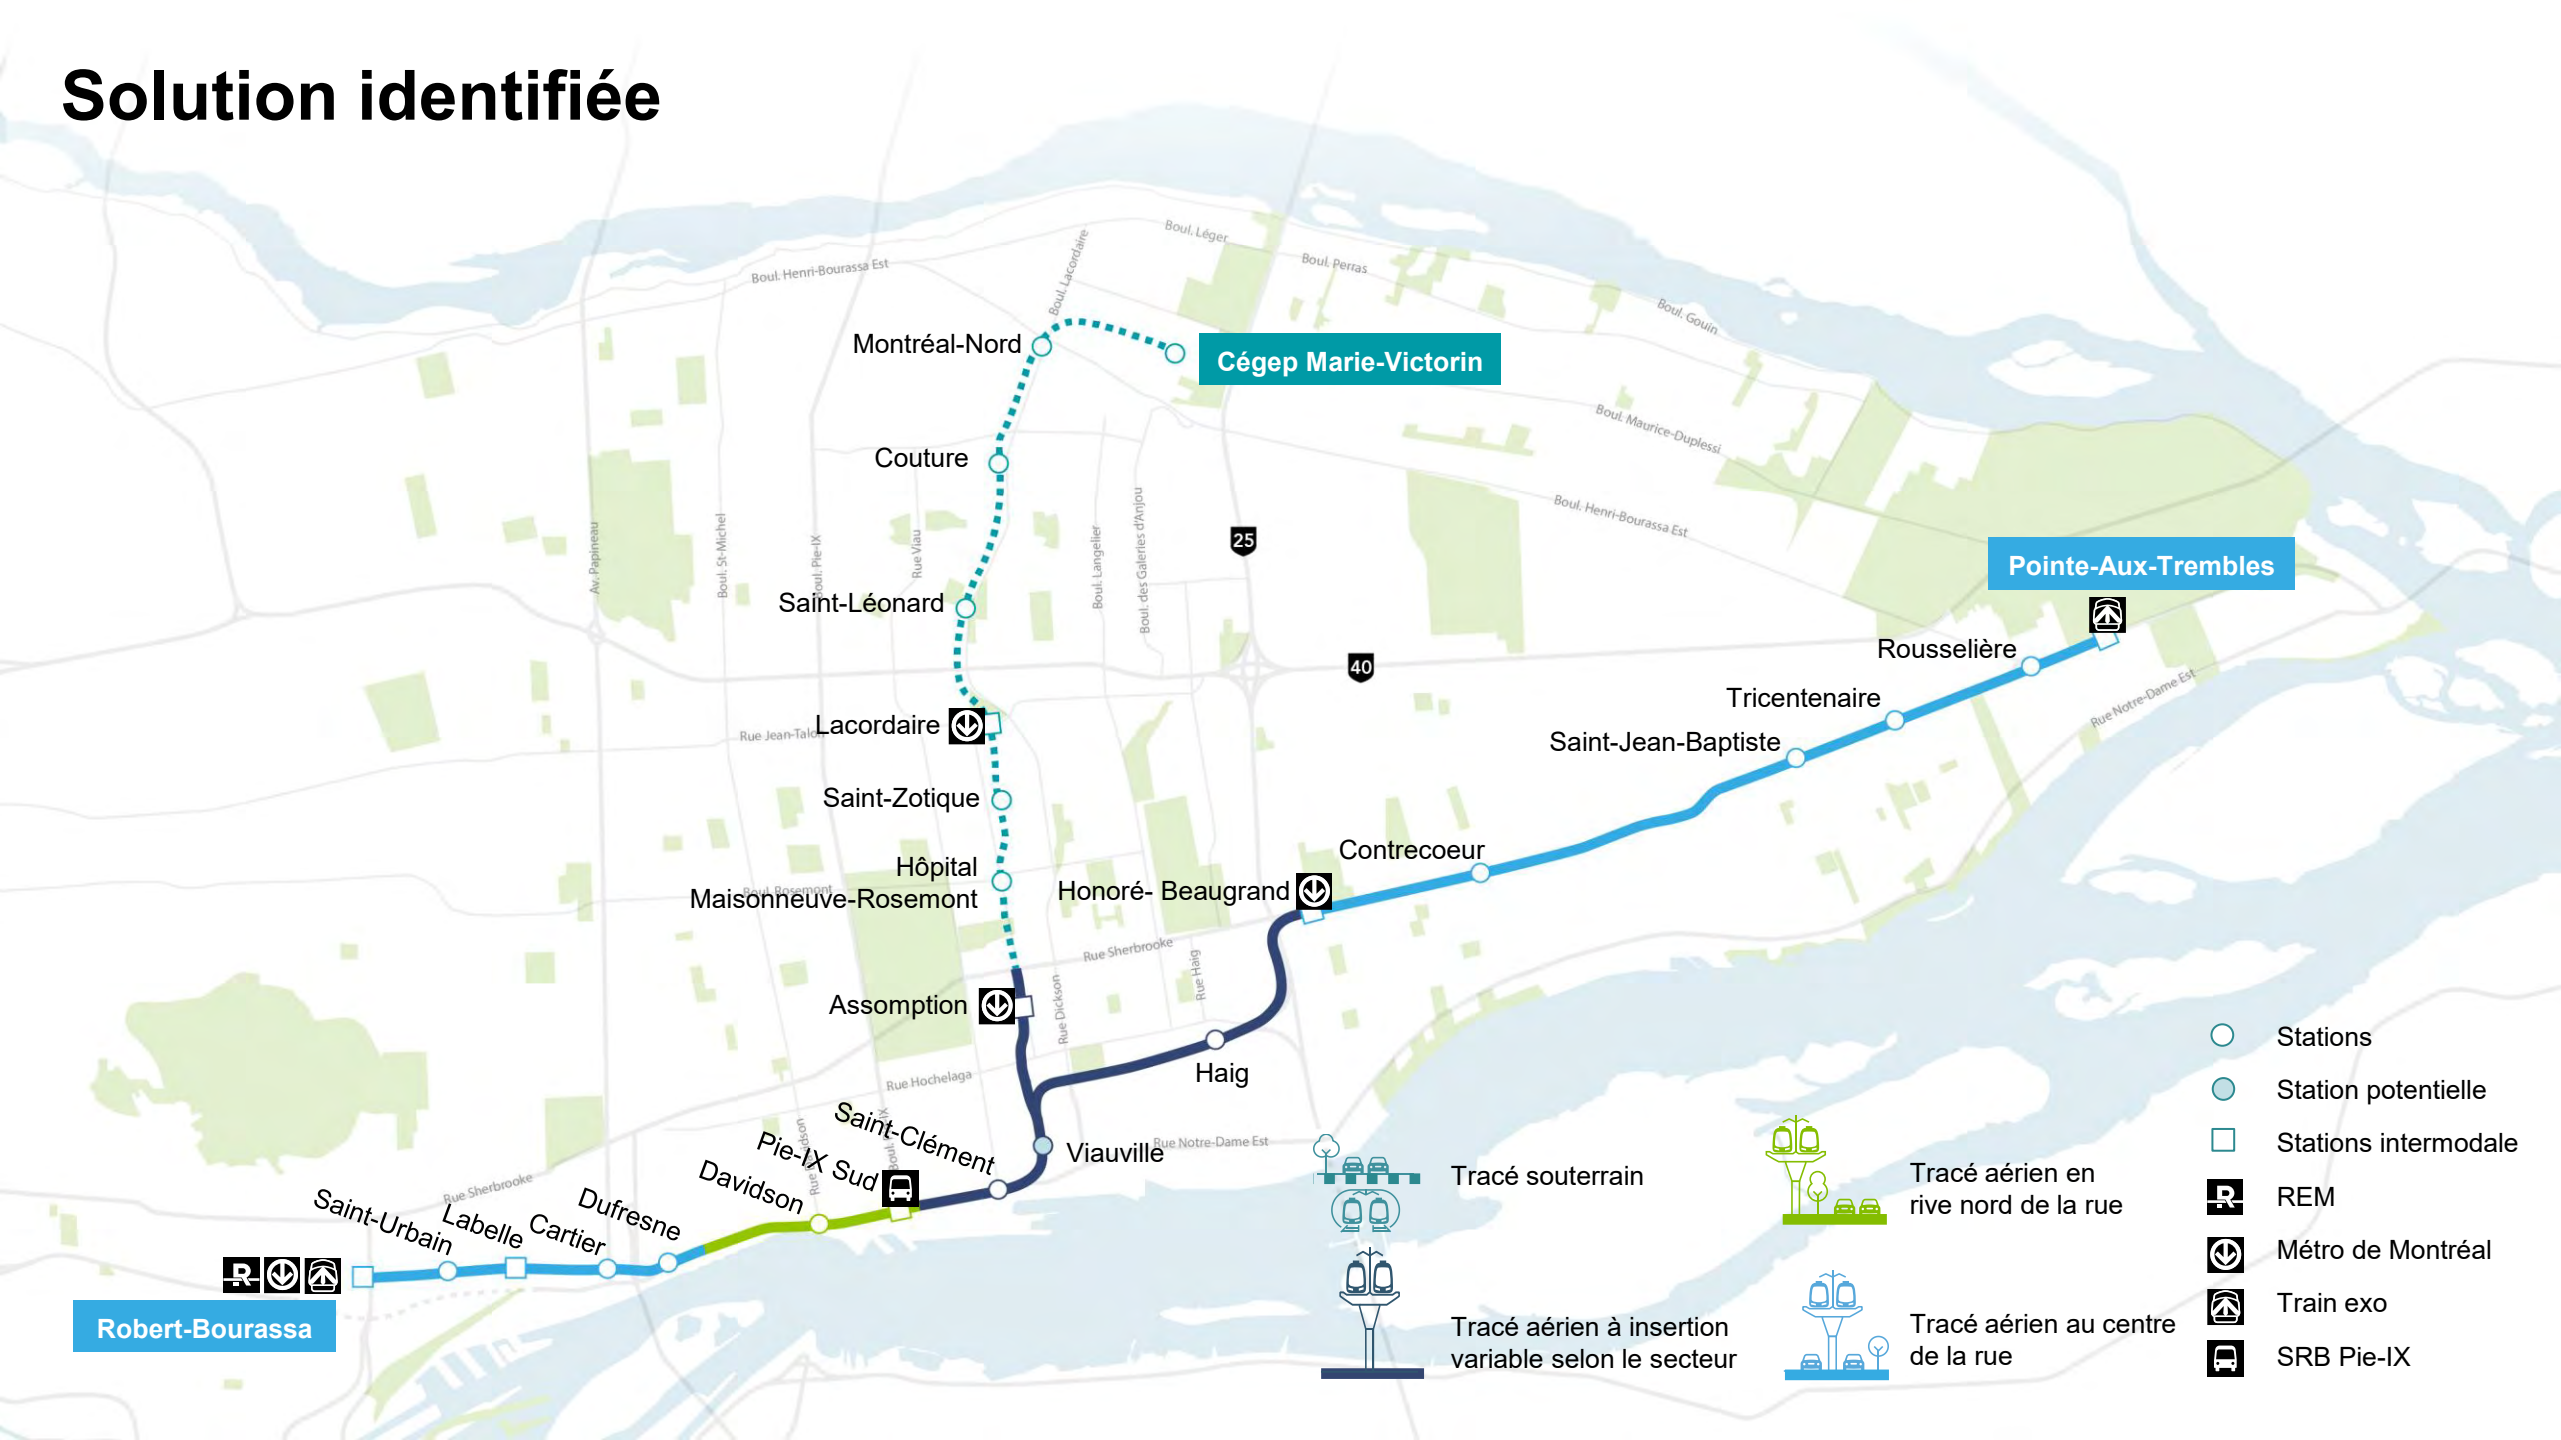 Solution identifiée
Boul. Léger
Boul. Lacordaire
Boul. Henri-Bourassa Est
Boul. Perras
Boul. Gouin
Montréal-Nord
Cégep Marie-Victorin
Boul. Maurice-Duplessi
Couture
Boul. Henri-Bourassa Est
Av. Papineau
Boul. St-Michel
Boul. Pie-IX
Rue Viau
Boul. Langelier
Boul. des Galeries d'Anjou
25
Pointe-Aux-Trembles
Saint-Léonard
40
Rousselière
Tricentenaire
Rue Notre-Dame Est
Rue Jean-Talon
Lacordaire
Saint-Jean-Baptiste
Saint-Zotique
Contrecoeur
Hôpital
Maisonneuve-Rosemont
Boul. Rosemont
Honoré- Beaugrand
Rue Sherbrooke
Rue Haig
Rue Dickson
Assomption
Haig
Rue Hochelaga
Saint-Clément
Pie-IX Sud
Viauville
Rue Notre-Dame Est
Davidson
Rue Sherbrooke
Dufresne
Cartier
Labelle
Saint-Urbain
R
Robert-Bourassa
Tracé souterrain
Tracé aérien à insertion
variable selon le secteur
Tracé aérien en
rive nord de la rue
Tracé aérien au centre
de la rue
Stations
Station potentielle
Stations intermodale
R
REM
Métro de Montréal
Train exo
SRB Pie-IX